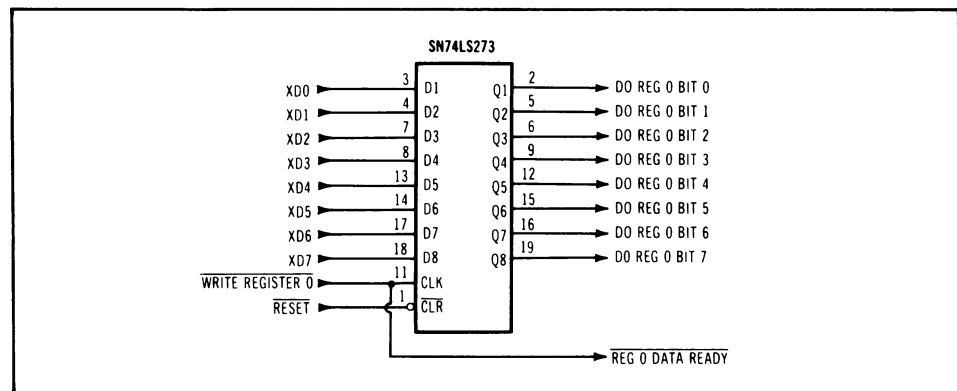 SN74LS273
XD0 3 D1 Q1 2 DO REG 0 BIT 0
XD1 4 D2 Q2 5 DO REG 0 BIT 1
XD2 7 D3 Q3 6 DO REG 0 BIT 2
XD3 8 D4 Q4 9 DO REG 0 BIT 3
XD4 13 D5 Q5 12 DO REG 0 BIT 4
XD5 14 D6 Q6 15 DO REG 0 BIT 5
XD6 17 D7 Q7 16 DO REG 0 BIT 6
XD7 18 D8 Q8 19 DO REG 0 BIT 7
WRITE REGISTER 0 11 CLK
RESET 1 CLR
REG 0 DATA READY